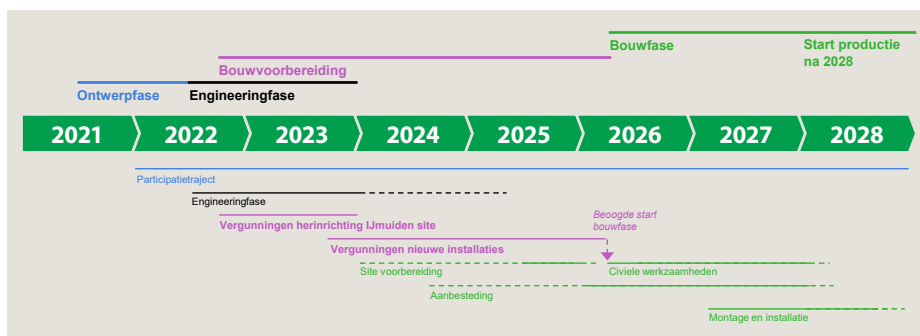 Bouwfase
Start productie
na 2028
Bouwvoorbereiding
Ontwerpfase
Engineeringfase
2021
2022
2023
2024
2025
2026
2027
2028
Participatietraject
Engineeringfase
Vergunningen herinrichting IJmuiden site
Beoogde start
bouwfase
Vergunningen nieuwe installaties
Site voorbereiding
Civiele werkzaamheden
Aanbesteding
Montage en installatie